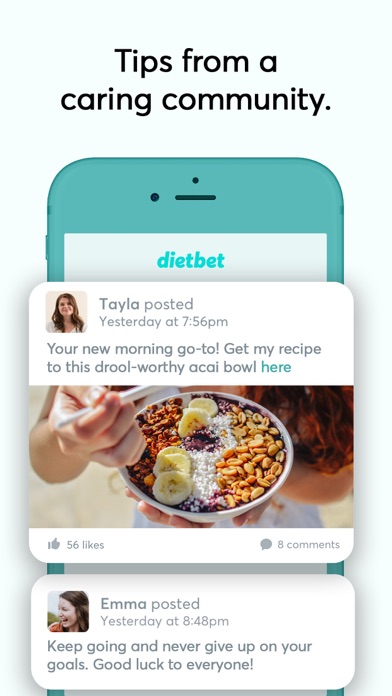 Tips from a
caring community.
dietbet
Tayla posted
Yesterday at 7:56pm
Your new morning go-to! Get my recipe
to this drool-worthy acai bowl here
56 likes
8 comments
Emma posted
Yesterday at 8:48pm
Keep going and never give up on your
goals. Good luck to everyone!